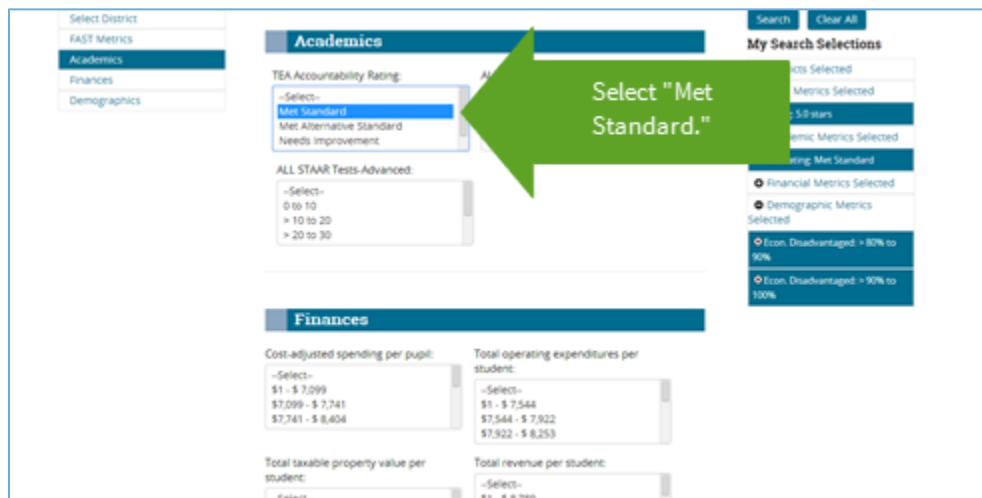 Select District
FAST Metrics
Academics
Finances
Demographics
Academics
TEA Accountability Rating:
--Select--
Met Standard
Met Alternative Standard
Needs Improvement
Select "Met
Standard."
ALL STAAR Tests-Advanced:
--Select--
0 to 10
> 10 to 20
> 20 to 30
Finances
Cost-adjusted spending per pupil:
--Select--
$1 - $ 7,099
$7,099 - $ 7,741
$7,741 - $ 8,404
Total operating expenditures per
student:
--Select--
$1 - $ 7,544
$7,544 - $ 7,922
$7,922 - $ 8,253
Total taxable property value per
student:
--Select--
Total revenue per student:
--Select--
Search
Clear All
My Search Selections
Selected
Metrics Selected
5.0 stars
Metrics Selected
Met Standard
Financial Metrics Selected
Demographic Metrics
Selected
Econ. Disadvantaged: > 80% to
90%
Econ. Disadvantaged: > 90% to
100%